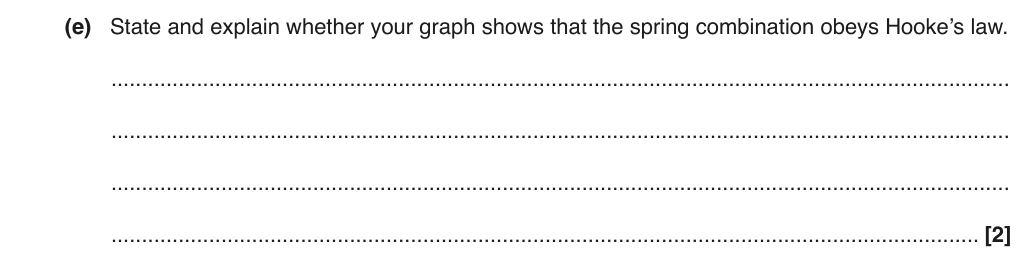 (e) State and explain whether your graph shows that the spring combination obeys Hooke’s law.
..........................................................................................................................................................
..........................................................................................................................................................
..........................................................................................................................................................
.................................................................................................................................................... [2]